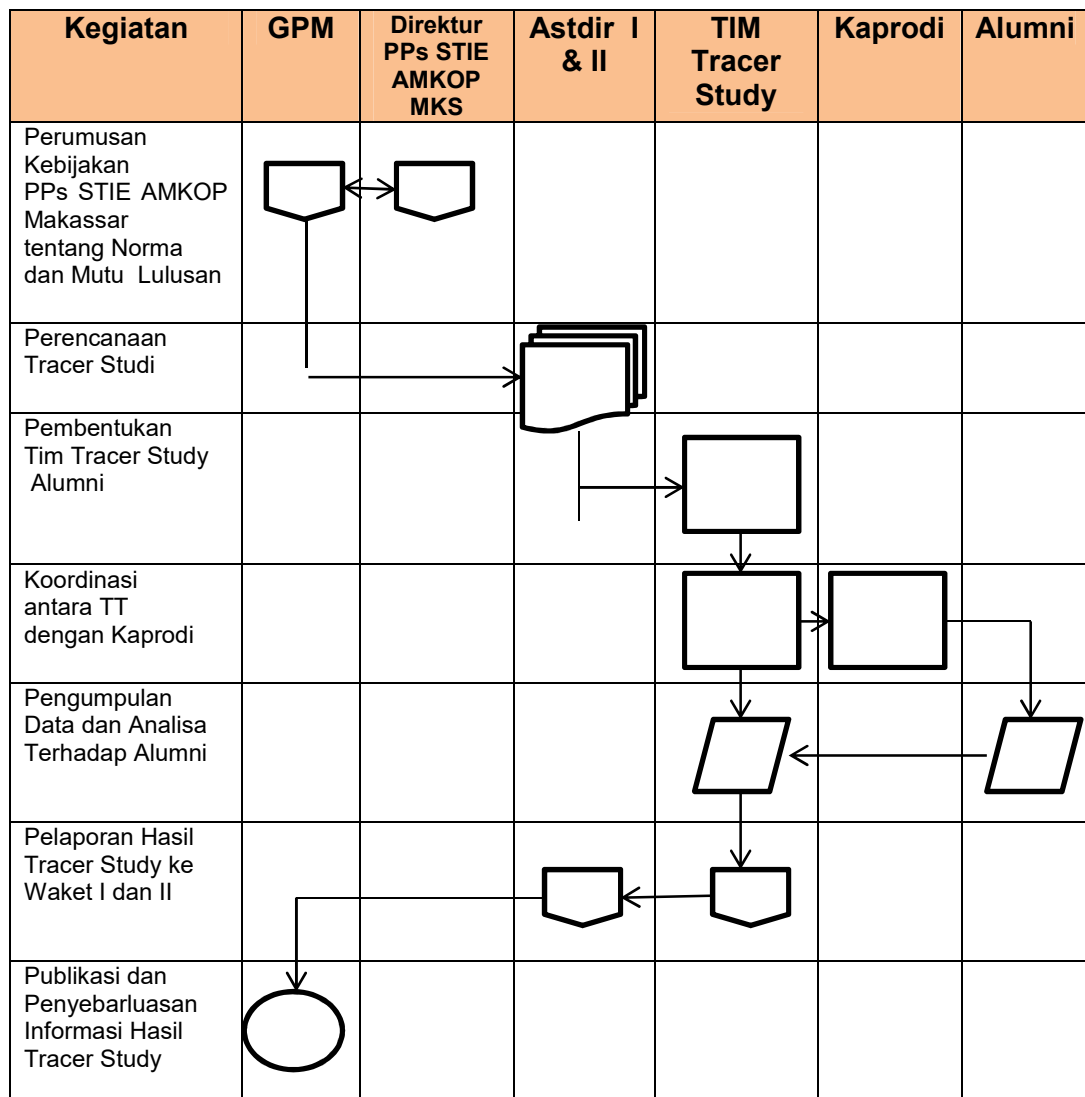 Kegiatan
GPM
Direktur
PPs STIE
AMKOP
MKS
Astdir I
& II
TIM
Tracer
Study
Kaprodi
Alumni
Perumusan
Kebijakan
PPs STIE AMKOP
Makassar
tentang Norma
dan Mutu Lulusan
Perencanaan
Tracer Studi
Pembentukan
Tim Tracer Study
Alumni
Koordinasi
antara TT
dengan Kaprodi
Pengumpulan
Data dan Analisa
Terhadap Alumni
Pelaporan Hasil
Tracer Study ke
Waket I dan II
Publikasi dan
Penyebarluasan
Informasi Hasil
Tracer Study